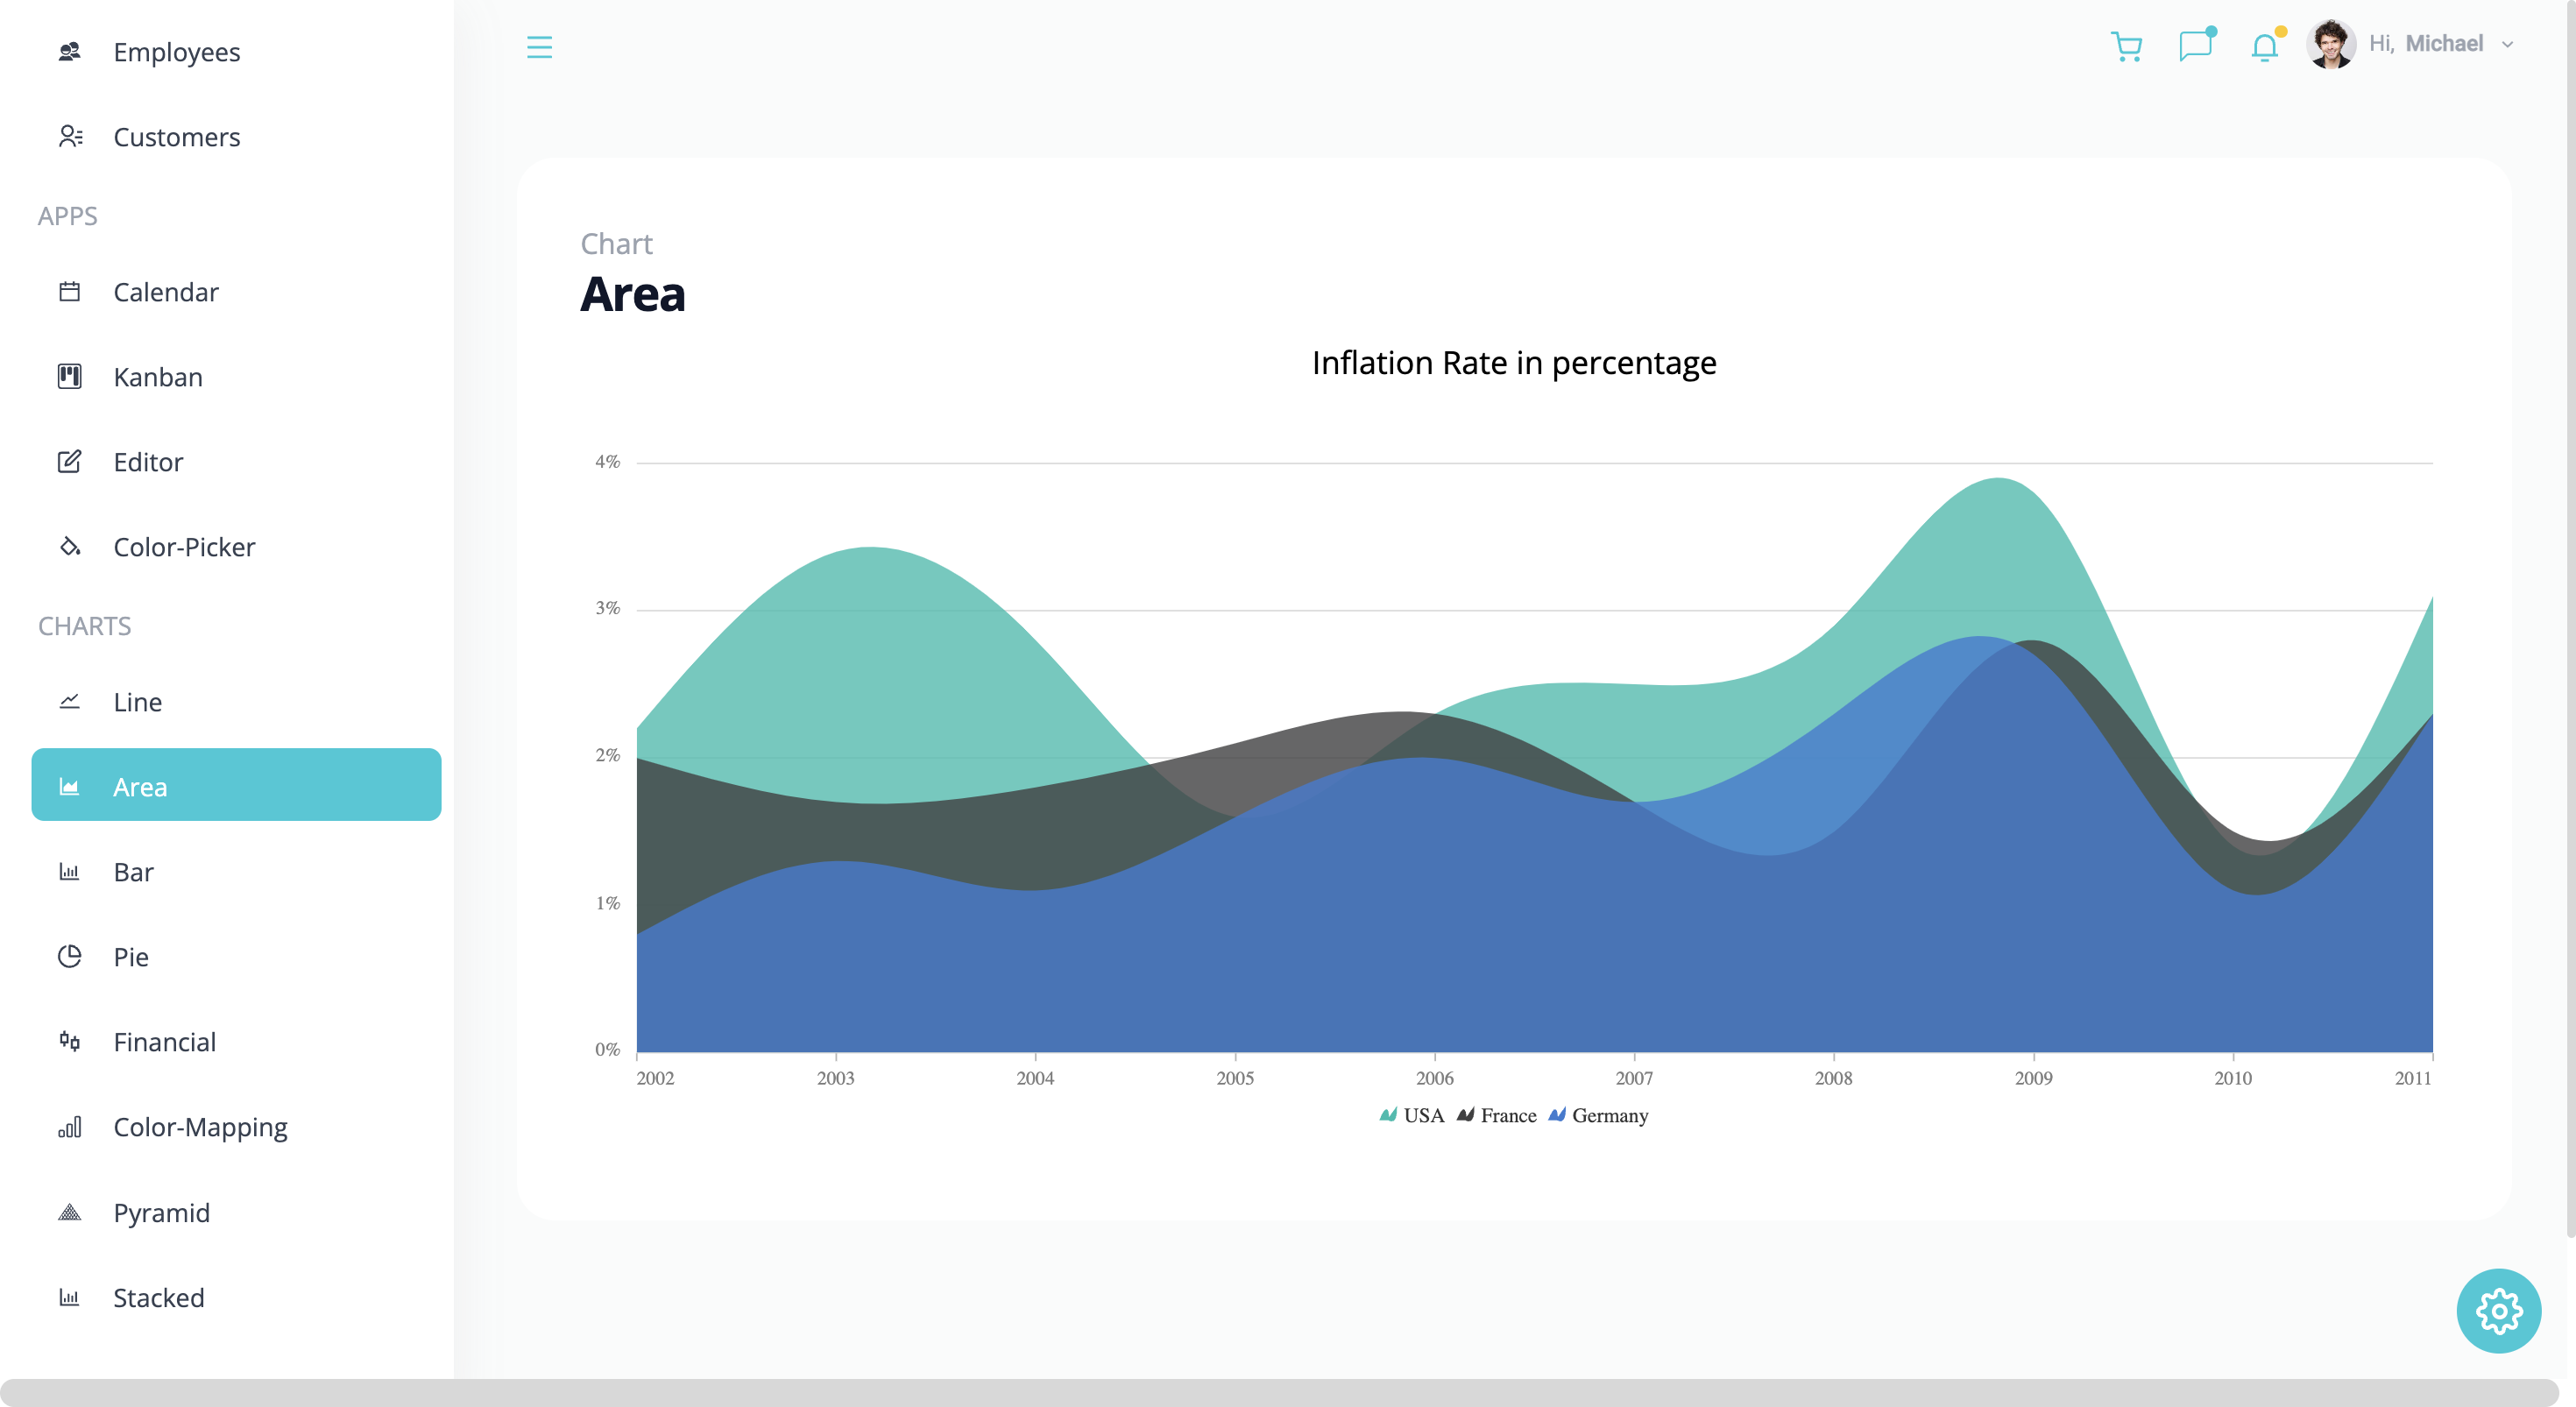 Employees
Customers
APPS
Calendar
Kanban
Editor
Color-Picker
CHARTS
Line
Area
Bar
Pie
Financial
Color-Mapping
Pyramid
Stacked
Hi, Michael
Chart
Area
Inflation Rate in percentage
4%
3%
2%
1%
0%
2002 2003 2004 2005 2006 2007 2008 2009 2010 2011
USA France Germany